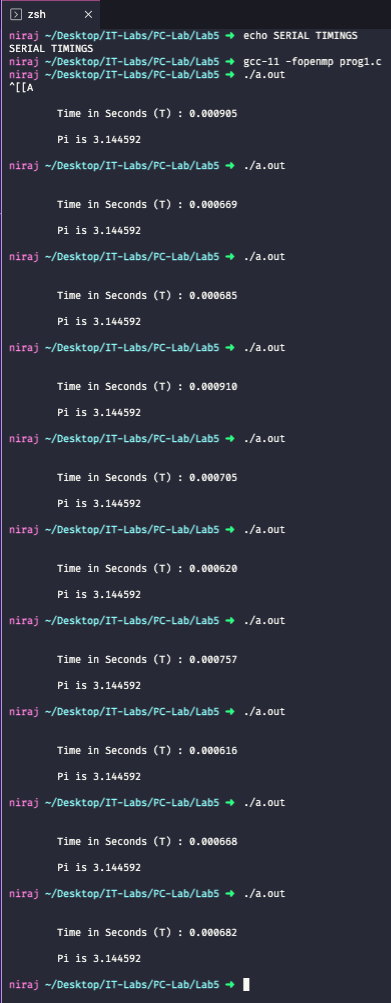 zsh ×
niraj ~/Desktop/IT-Labs/PC-Lab/Lab5 ➜ echo SERIAL TIMINGS
SERIAL TIMINGS
niraj ~/Desktop/IT-Labs/PC-Lab/Lab5 ➜ gcc-11 -fopenmp prog1.c
niraj ~/Desktop/IT-Labs/PC-Lab/Lab5 ➜ ./a.out
^[[A
Time in Seconds (T) : 0.000905
Pi is 3.144592
niraj ~/Desktop/IT-Labs/PC-Lab/Lab5 ➜ ./a.out
Time in Seconds (T) : 0.000669
Pi is 3.144592
niraj ~/Desktop/IT-Labs/PC-Lab/Lab5 ➜ ./a.out
Time in Seconds (T) : 0.000685
Pi is 3.144592
niraj ~/Desktop/IT-Labs/PC-Lab/Lab5 ➜ ./a.out
Time in Seconds (T) : 0.000910
Pi is 3.144592
niraj ~/Desktop/IT-Labs/PC-Lab/Lab5 ➜ ./a.out
Time in Seconds (T) : 0.000705
Pi is 3.144592
niraj ~/Desktop/IT-Labs/PC-Lab/Lab5 ➜ ./a.out
Time in Seconds (T) : 0.000620
Pi is 3.144592
niraj ~/Desktop/IT-Labs/PC-Lab/Lab5 ➜ ./a.out
Time in Seconds (T) : 0.000757
Pi is 3.144592
niraj ~/Desktop/IT-Labs/PC-Lab/Lab5 ➜ ./a.out
Time in Seconds (T) : 0.000616
Pi is 3.144592
niraj ~/Desktop/IT-Labs/PC-Lab/Lab5 ➜ ./a.out
Time in Seconds (T) : 0.000668
Pi is 3.144592
niraj ~/Desktop/IT-Labs/PC-Lab/Lab5 ➜ ./a.out
Time in Seconds (T) : 0.000682
Pi is 3.144592
niraj ~/Desktop/IT-Labs/PC-Lab/Lab5 ➜